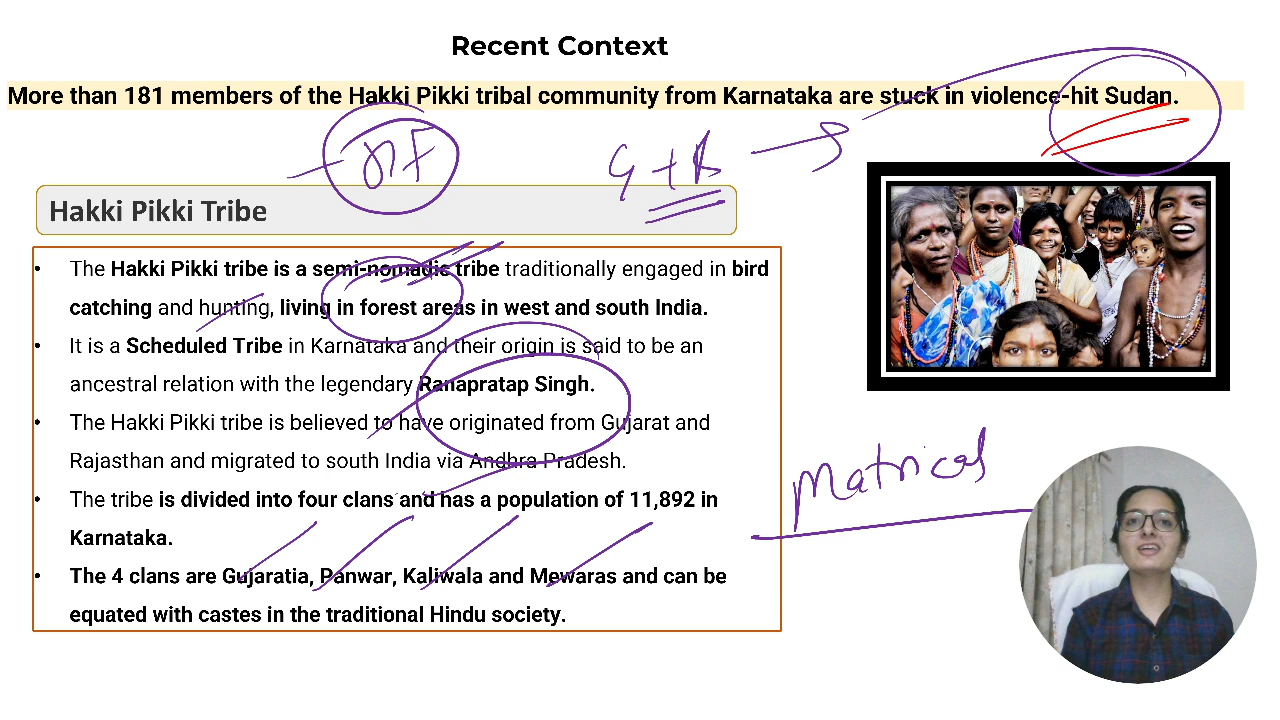 Recent Context
More than 181 members of the Hakki Pikki tribal community from Karnataka are stuck in violence-hit Sudan.
NF
G + R → S
Hakki Pikki Tribe
• The Hakki Pikki tribe is a semi-nomadic tribe traditionally engaged in bird
catching and hunting, living in forest areas in west and south India.
• It is a Scheduled Tribe in Karnataka and their origin is said to be an
ancestral relation with the legendary Ranapratap Singh.
• The Hakki Pikki tribe is believed to have originated from Gujarat and
Rajasthan and migrated to south India via Andhra Pradesh.
Matrical
• The tribe is divided into four clans and has a population of 11,892 in
Karnataka.
• The 4 clans are Gujaratia, Panwar, Kaliwala and Mewaras and can be
equated with castes in the traditional Hindu society.